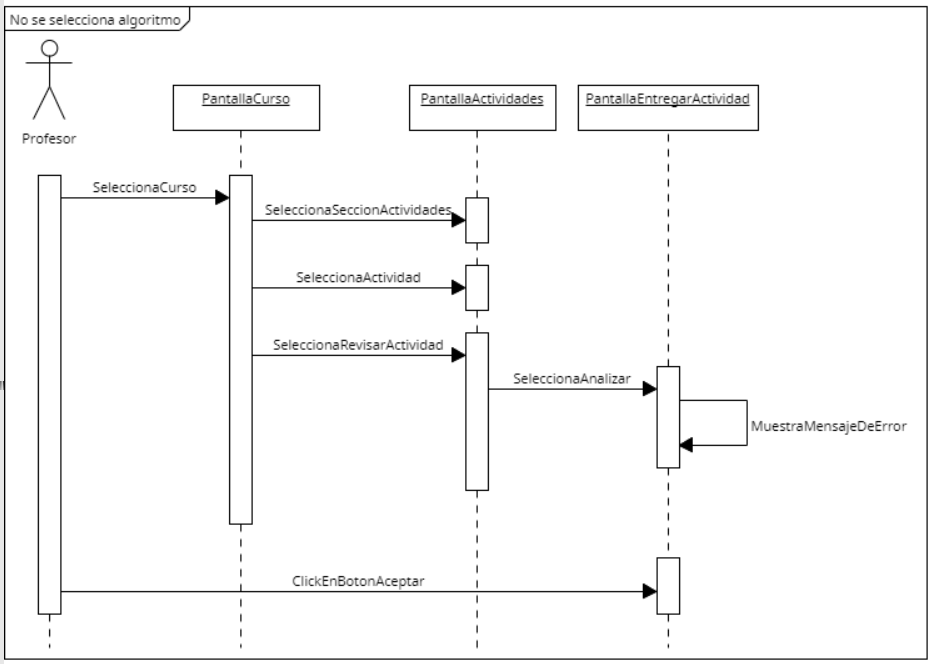 No se selecciona algoritmo
Profesor
PantallaCurso
PantallaActividades
PantallaEntregarActividad
SeleccionaCurso
SeleccionaSeccionActividades
SeleccionaActividad
SeleccionaRevisarActividad
SeleccionaAnalizar
MuestraMensajeDeError
ClickEnBotonAceptar